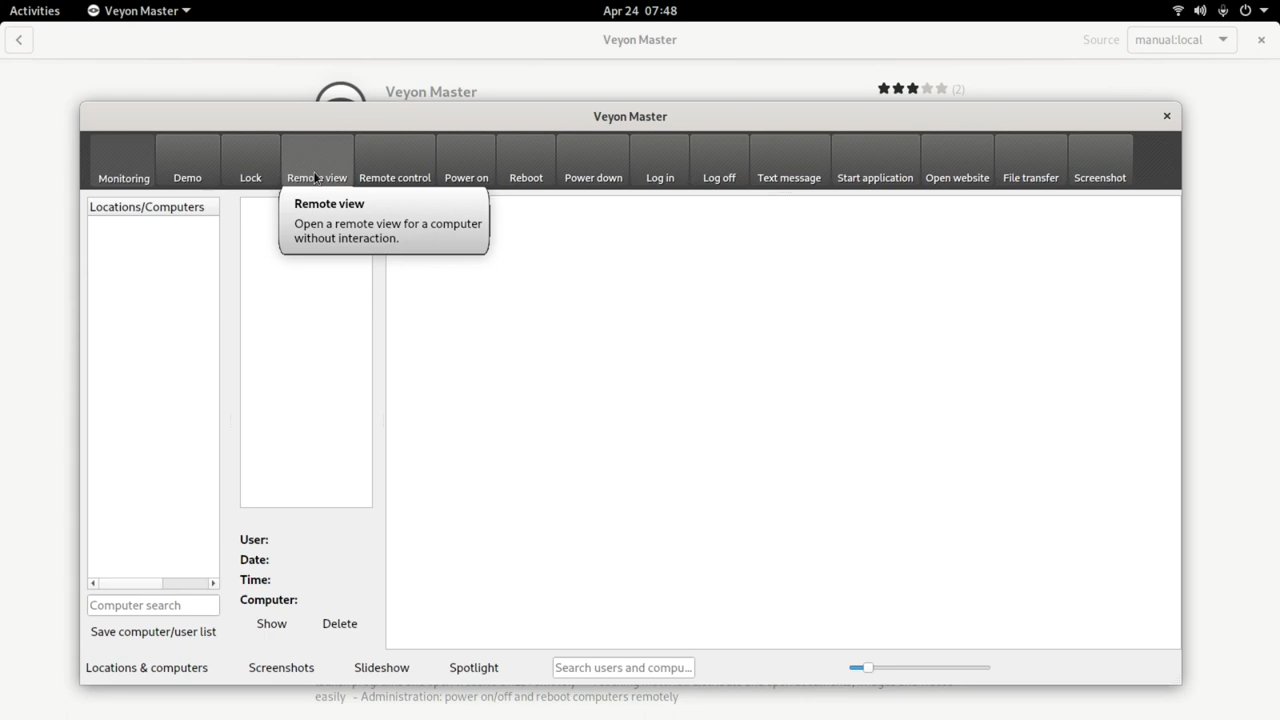 Activities
Veyon Master
Apr 24 07:48
Veyon Master
Source
manual:local
Veyon Master
(2)
Veyon Master
Monitoring
Demo
Lock
Remote view
Remote control
Power on
Reboot
Power down
Log in
Log off
Text message
Start application
Open website
File transfer
Screenshot
Remote view
Open a remote view for a computer
without interaction.
Locations/Computers
User:
Date:
Time:
Computer:
Show
Delete
Computer search
Save computer/user list
Locations & computers
Screenshots
Slideshow
Spotlight
Search users and compu...
easily - Administration: power on/off and reboot computers remotely